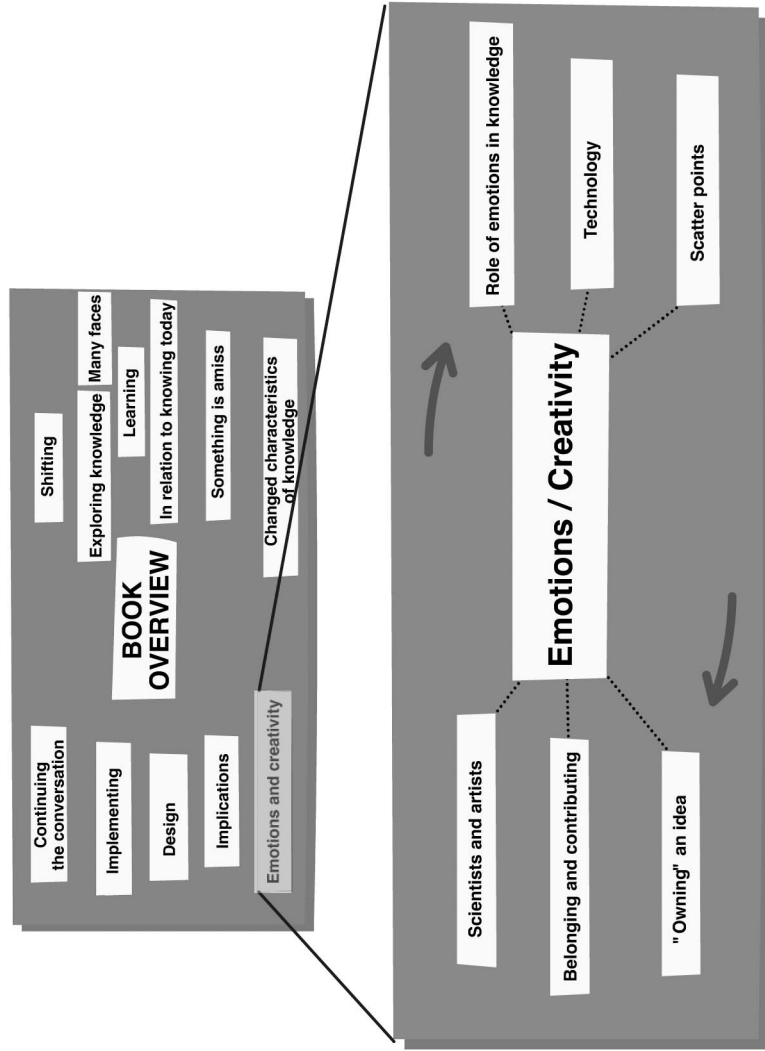 BOOK
OVERVIEW
Shifting
Exploring knowledge
Many faces
Learning
In relation to knowing today
Something is amiss
Changed characteristics
of knowledge
Emotions and creativity
Implications
Design
Implementing
Continuing
the conversation
Emotions / Creativity
Role of emotions in knowledge
Technology
Scatter points
"Owning" an idea
Belonging and contributing
Scientists and artists